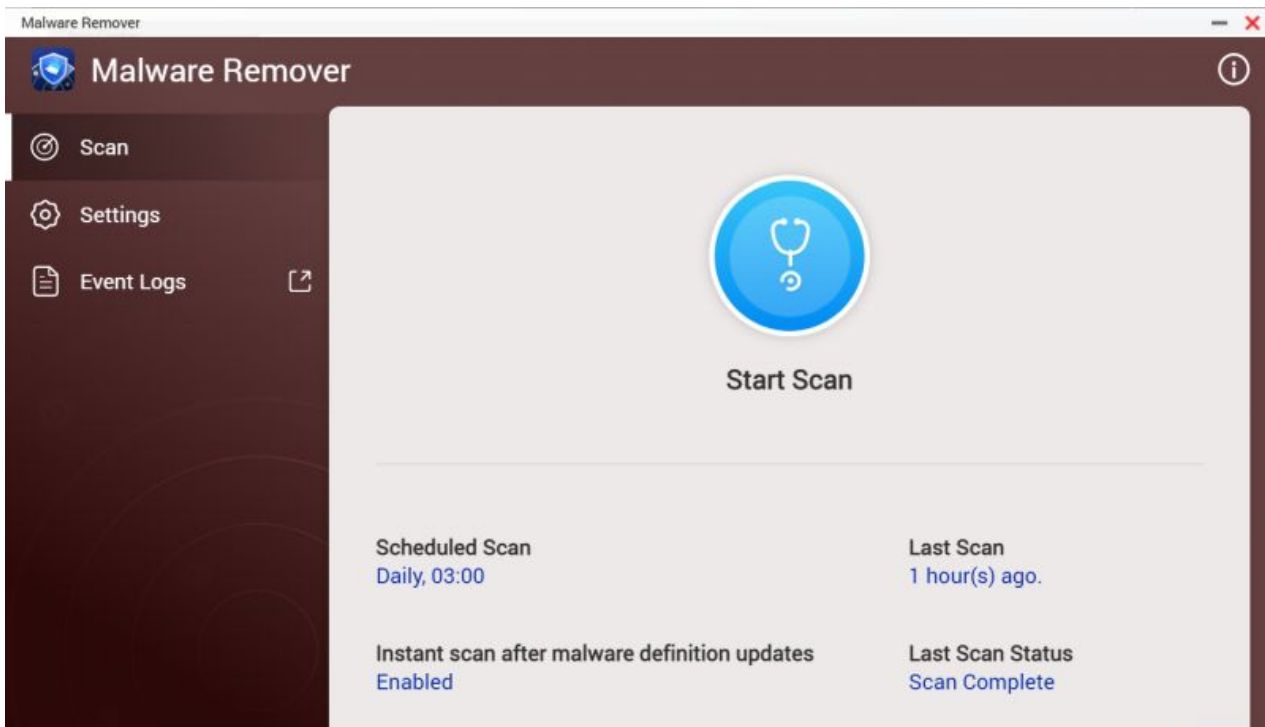 Malware Remover
Malware Remover
Scan
Settings
Event Logs
Start Scan
Scheduled Scan
Daily, 03:00
Last Scan
1 hour(s) ago.
Instant scan after malware definition updates
Enabled
Last Scan Status
Scan Complete